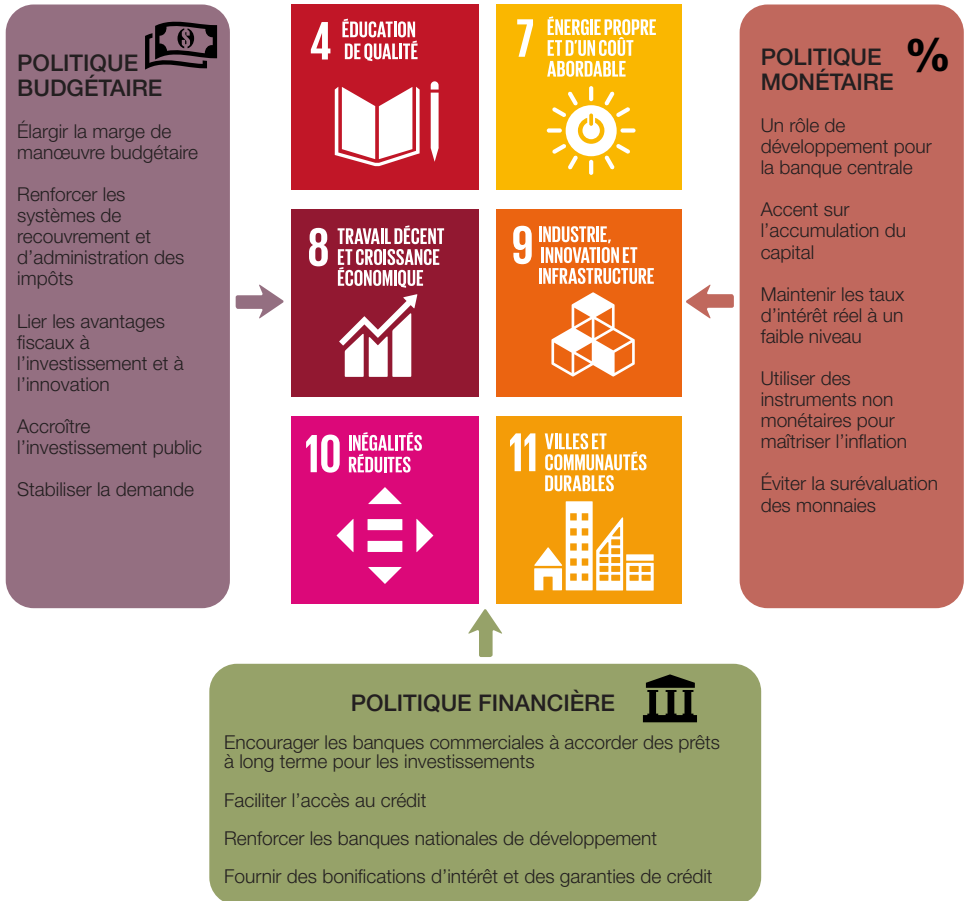 POLITIQUE
BUDGÉTAIRE
Élargir la marge de
manœuvre budgétaire
Renforcer les
systèmes de
recouvrement et
d'administration des
impôts
Lier les avantages
fiscaux à
l'investissement et à
l'innovation
Accroître
l'investissement public
Stabiliser la demande
4 ÉDUCATION
DE QUALITÉ
7 ÉNERGIE PROPRE
ET D'UN COÛT
ABORDABLE
8 TRAVAIL DÉCENT
ET CROISSANCE
ÉCONOMIQUE
9 INDUSTRIE,
INNOVATION ET
INFRASTRUCTURE
10 INÉGALITÉS
RÉDUITES
11 VILLES ET
COMMUNAUTÉS
DURABLES
POLITIQUE %
MONÉTAIRE
Un rôle de
développement pour
la banque centrale
Accent sur
l'accumulation du
capital
Maintenir les taux
d'intérêt réel à un
faible niveau
Utiliser des
instruments non
monétaires pour
maîtriser l'inflation
Éviter la surévaluation
des monnaies
POLITIQUE FINANCIÈRE
Encourager les banques commerciales à accorder des prêts
à long terme pour les investissements
Faciliter l'accès au crédit
Renforcer les banques nationales de développement
Fournir des bonifications d'intérêt et des garanties de crédit